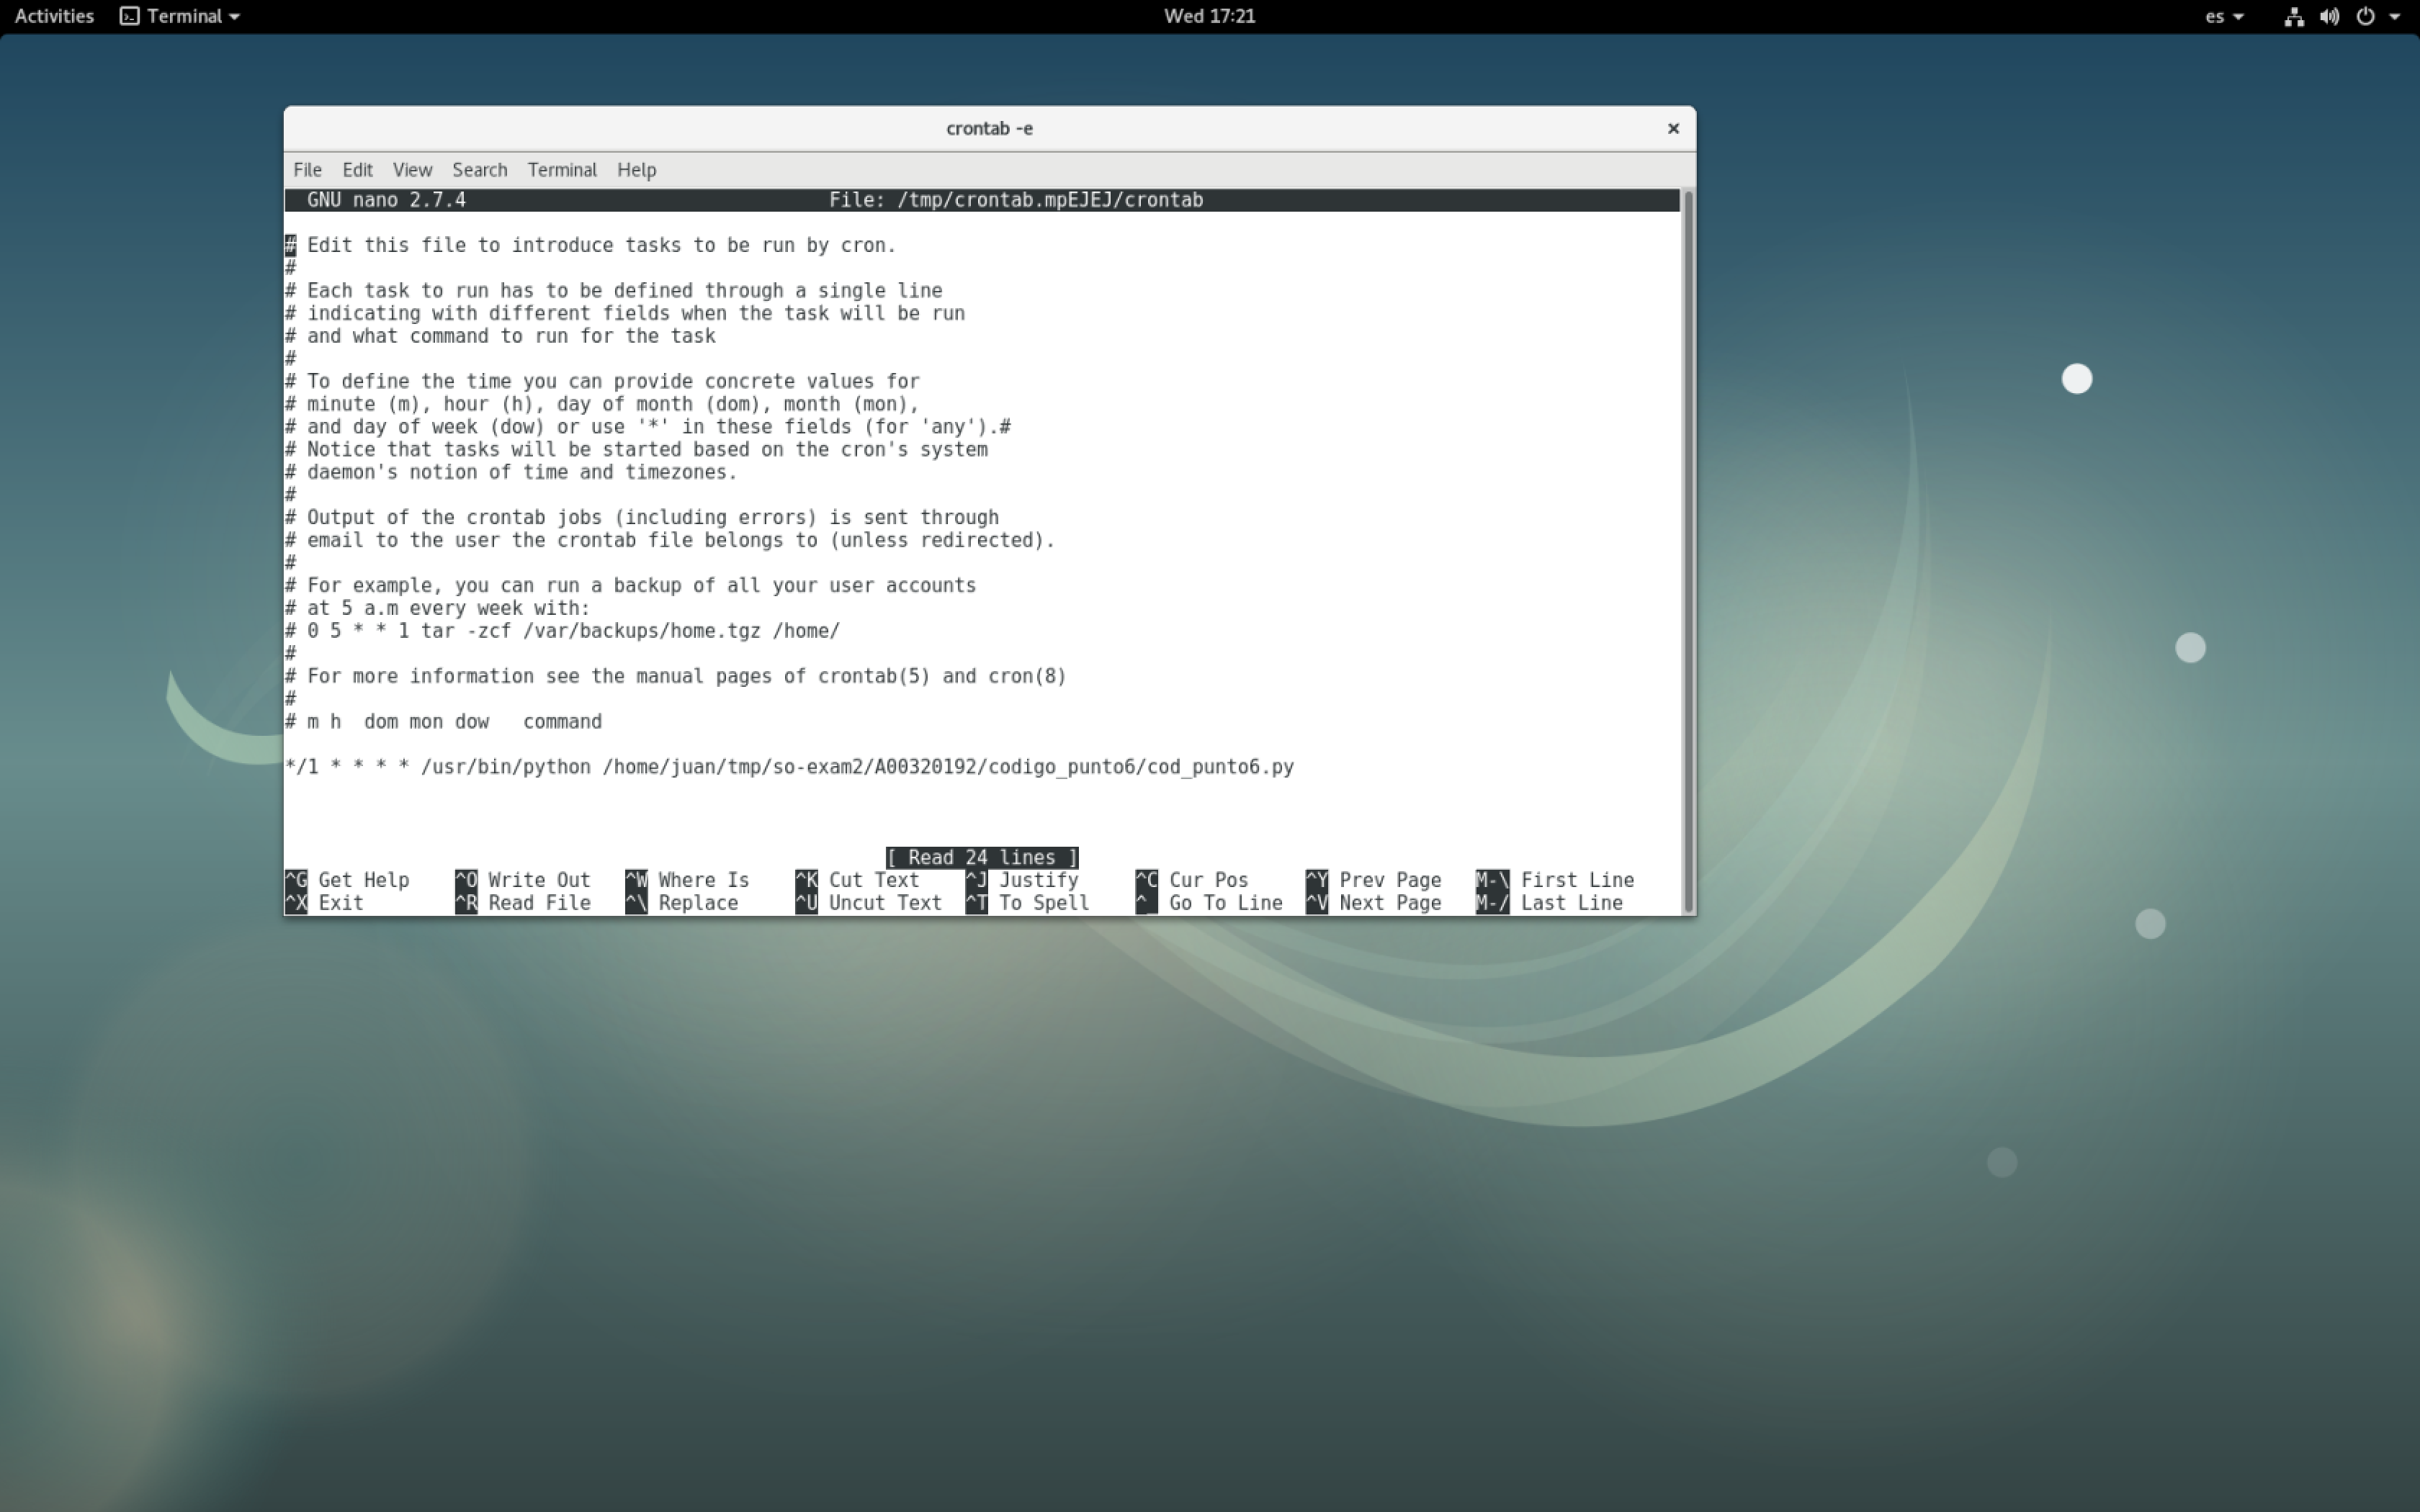 Activities Terminal Wed 17:21 es
crontab -e
File Edit View Search Terminal Help
GNU nano 2.7.4 File: /tmp/crontab.mpEJEJ/crontab
# Edit this file to introduce tasks to be run by cron.
#
# Each task to run has to be defined through a single line
# indicating with different fields when the task will be run
# and what command to run for the task
#
# To define the time you can provide concrete values for
# minute (m), hour (h), day of month (dom), month (mon),
# and day of week (dow) or use '*' in these fields (for 'any').#
# Notice that tasks will be started based on the cron's system
# daemon's notion of time and timezones.
#
# Output of the crontab jobs (including errors) is sent through
# email to the user the crontab file belongs to (unless redirected).
#
# For example, you can run a backup of all your user accounts
# at 5 a.m every week with:
# 0 5 * * 1 tar -zcf /var/backups/home.tgz /home/
#
# For more information see the manual pages of crontab(5) and cron(8)
#
# m h  dom mon dow   command
*/1 * * * * /usr/bin/python /home/juan/tmp/so-exam2/A00320192/codigo_punto6/cod_punto6.py
[ Read 24 lines ]
^G Get Help ^O Write Out ^W Where Is ^K Cut Text ^J Justify ^C Cur Pos ^Y Prev Page M-\ First Line
^X Exit ^R Read File ^\ Replace ^U Uncut Text ^T To Spell ^_ Go To Line ^V Next Page M-/ Last Line